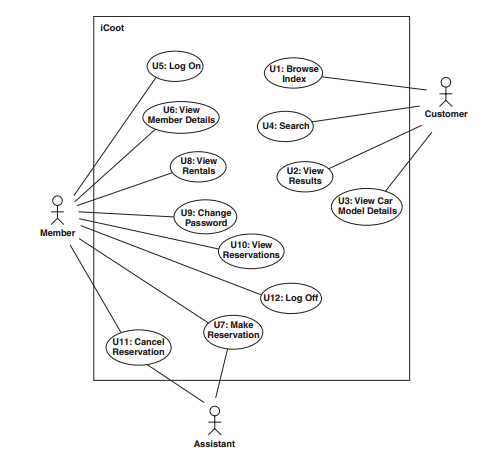 iCoot
U5: Log On
U1: Browse
Index
U6: View
Member Details
Customer
U4: Search
U8: View
Rentals
U2: View
Results
U3: View Car
Model Details
U9: Change
Password
Member
U10: View
Reservations
U12: Log Off
U7: Make
Reservation
U11: Cancel
Reservation
Assistant